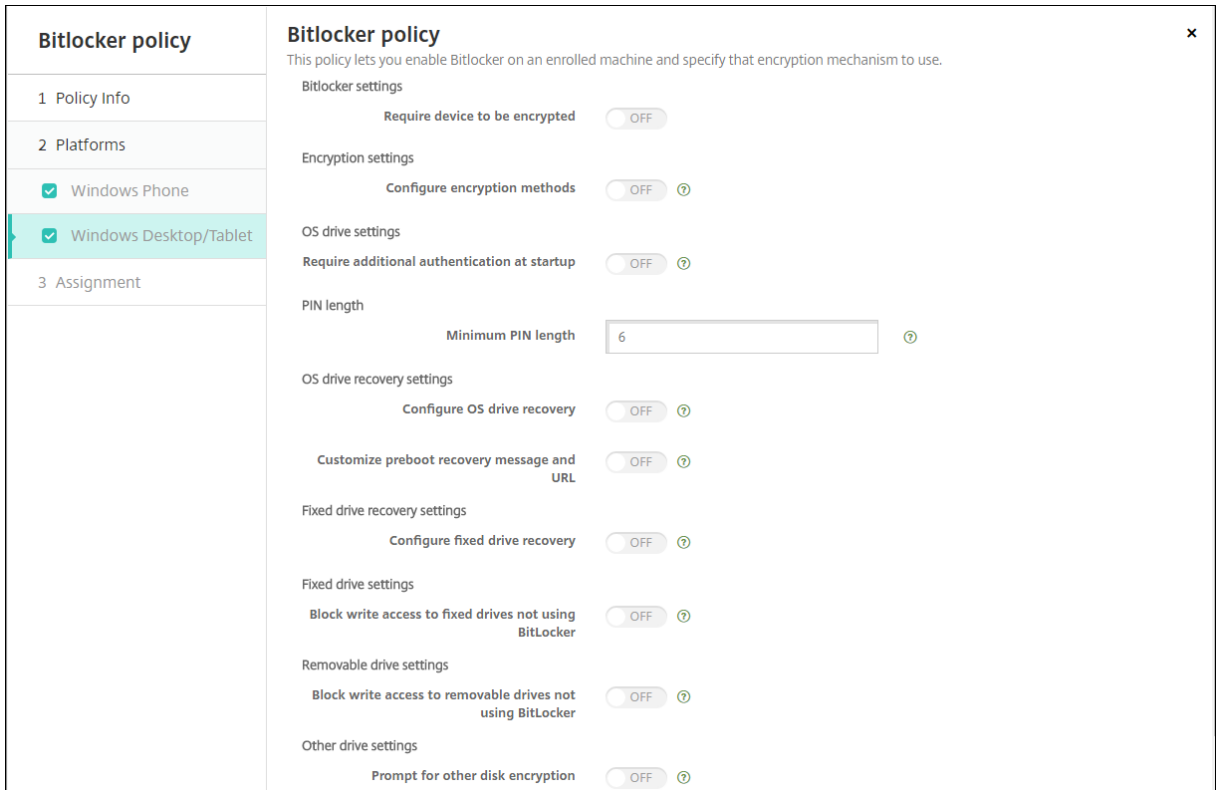 Bitlocker policy
1 Policy Info
2 Platforms
Windows Phone
Windows Desktop/Tablet
3 Assignment
Bitlocker policy
This policy lets you enable Bitlocker on an enrolled machine and specify that encryption mechanism to use.
Bitlocker settings
Require device to be encrypted OFF
Encryption settings
Configure encryption methods OFF ?
OS drive settings
Require additional authentication at startup OFF ?
PIN length
Minimum PIN length 6 ?
OS drive recovery settings
Configure OS drive recovery OFF ?
Customize preboot recovery message and OFF ?
URL
Fixed drive recovery settings
Configure fixed drive recovery OFF ?
Fixed drive settings
Block write access to fixed drives not using OFF ?
BitLocker
Removable drive settings
Block write access to removable drives not OFF ?
using BitLocker
Other drive settings
Prompt for other disk encryption OFF ?